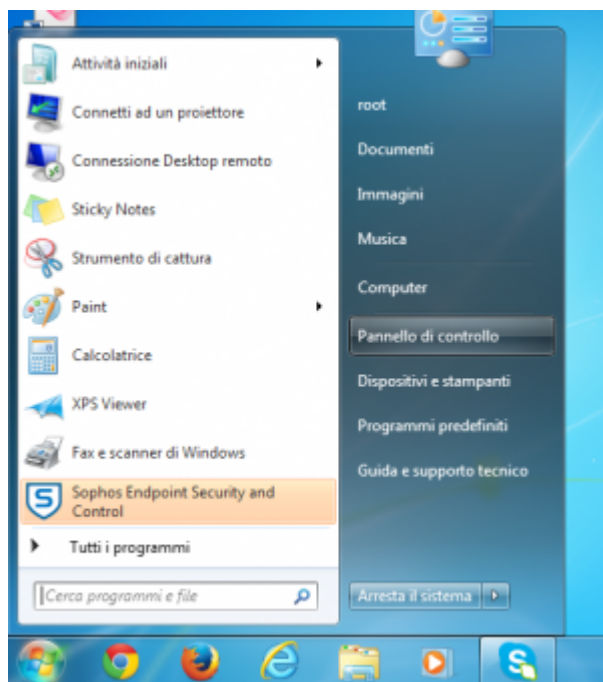 Attività iniziali
Connetti ad un proiettore
Connessione Desktop remoto
Sticky Notes
Strumento di cattura
Paint
Calcolatrice
XPS Viewer
Fax e scanner di Windows
Sophos Endpoint Security and
Control
Tutti i programmi
Cerca programmi e file
root
Documenti
Immagini
Musica
Computer
Pannello di controllo
Dispositivi e stampanti
Programmi predefiniti
Guida e supporto tecnico
Arresta il sistema